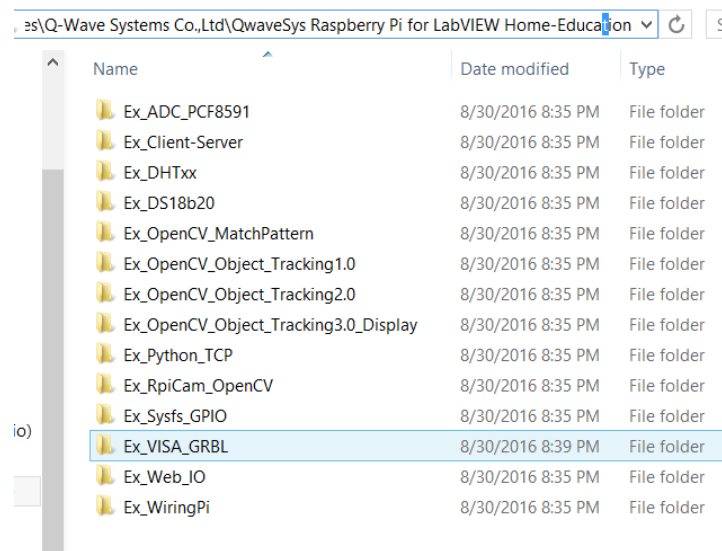 es\Q-Wave Systems Co.,Ltd\QwaveSys Raspberry Pi for LabVIEW Home-Education
Name Date modified Type
Ex_ADC_PCF8591 8/30/2016 8:35 PM File folder
Ex_Client-Server 8/30/2016 8:35 PM File folder
Ex_DHTxx 8/30/2016 8:35 PM File folder
Ex_DS18b20 8/30/2016 8:35 PM File folder
Ex_OpenCV_MatchPattern 8/30/2016 8:35 PM File folder
Ex_OpenCV_Object_Tracking1.0 8/30/2016 8:35 PM File folder
Ex_OpenCV_Object_Tracking2.0 8/30/2016 8:35 PM File folder
Ex_OpenCV_Object_Tracking3.0_Display 8/30/2016 8:35 PM File folder
Ex_Python_TCP 8/30/2016 8:35 PM File folder
Ex_RpiCam_OpenCV 8/30/2016 8:35 PM File folder
Ex_Sysfs_GPIO 8/30/2016 8:35 PM File folder
io)
Ex_VISA_GRBL 8/30/2016 8:39 PM File folder
Ex_Web_IO 8/30/2016 8:35 PM File folder
Ex_WiringPi 8/30/2016 8:35 PM File folder